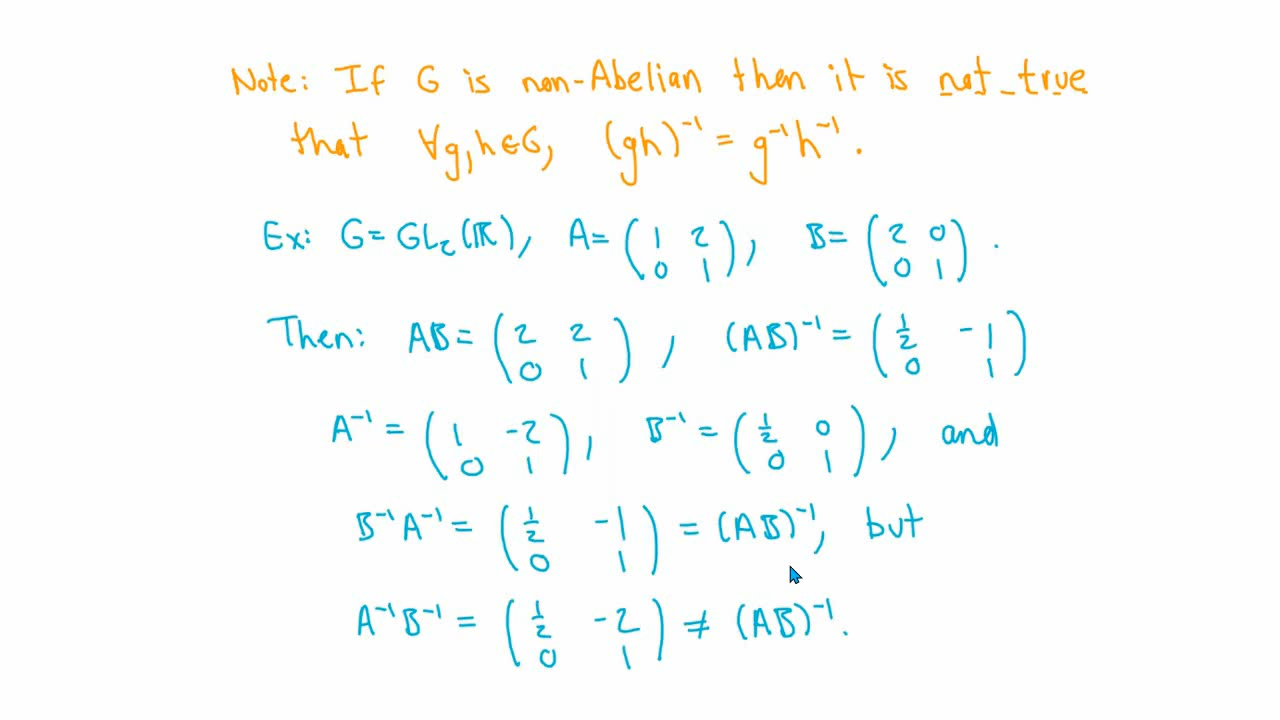 Note: If G is non-Abelian then it is not true
that ∀g,h∈G, (gh)⁻¹ = g⁻¹h⁻¹.
Ex: G = GL₂(ℝ), A = (1 2; 0 1), B = (2 0; 0 1).
Then: AB = (2 2; 0 1), (AB)⁻¹ = (1/2 -1; 0 1)
A⁻¹ = (1 -2; 0 1), B⁻¹ = (1/2 0; 0 1), and
B⁻¹A⁻¹ = (1/2 -1; 0 1) = (AB)⁻¹, but
A⁻¹B⁻¹ = (1/2 -2; 0 1) ≠ (AB)⁻¹.